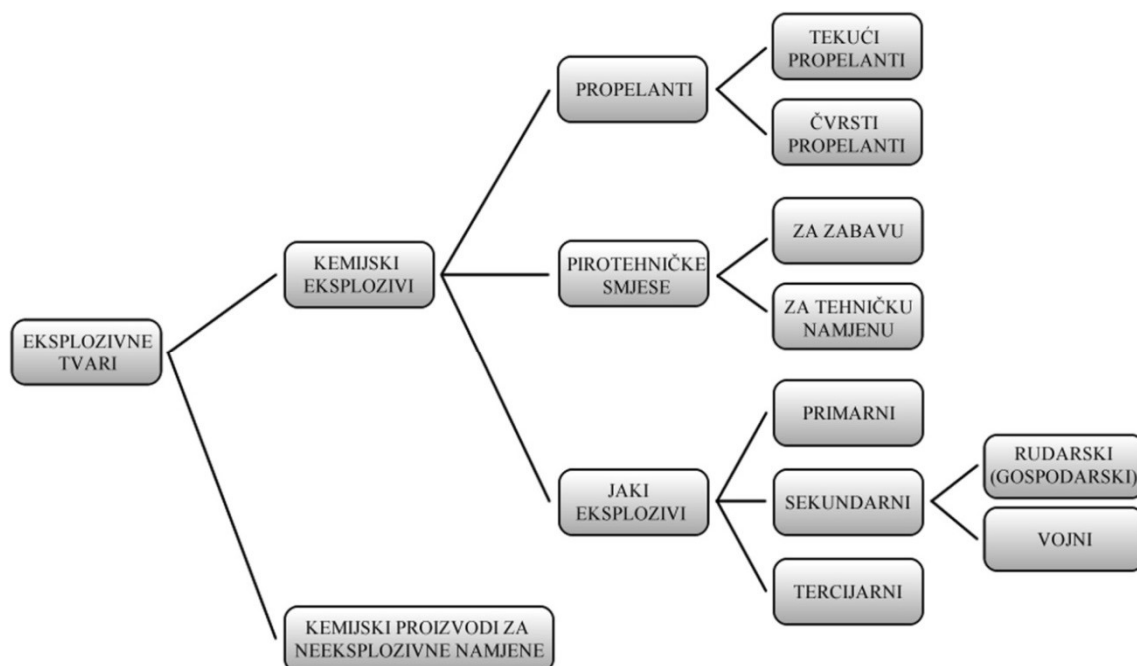 EKSPLOZIVNE
TVARI
KEMIJSKI
EKSPLOZIVI
KEMIJSKI PROIZVODI ZA
NEEKSPLOZIVNE NAMJENE
PROPELANTI
PIROTEHNIČKE
SMJESE
JAKI
EKSPLOZIVI
TEKUĆI
PROPELANTI
ČVRSTI
PROPELANTI
ZA ZABAVU
ZA TEHNIČKU
NAMJENU
PRIMARNI
SEKUNDARNI
TERCIJARNI
RUDARSKI
(GOSPODARSKI)
VOJNI